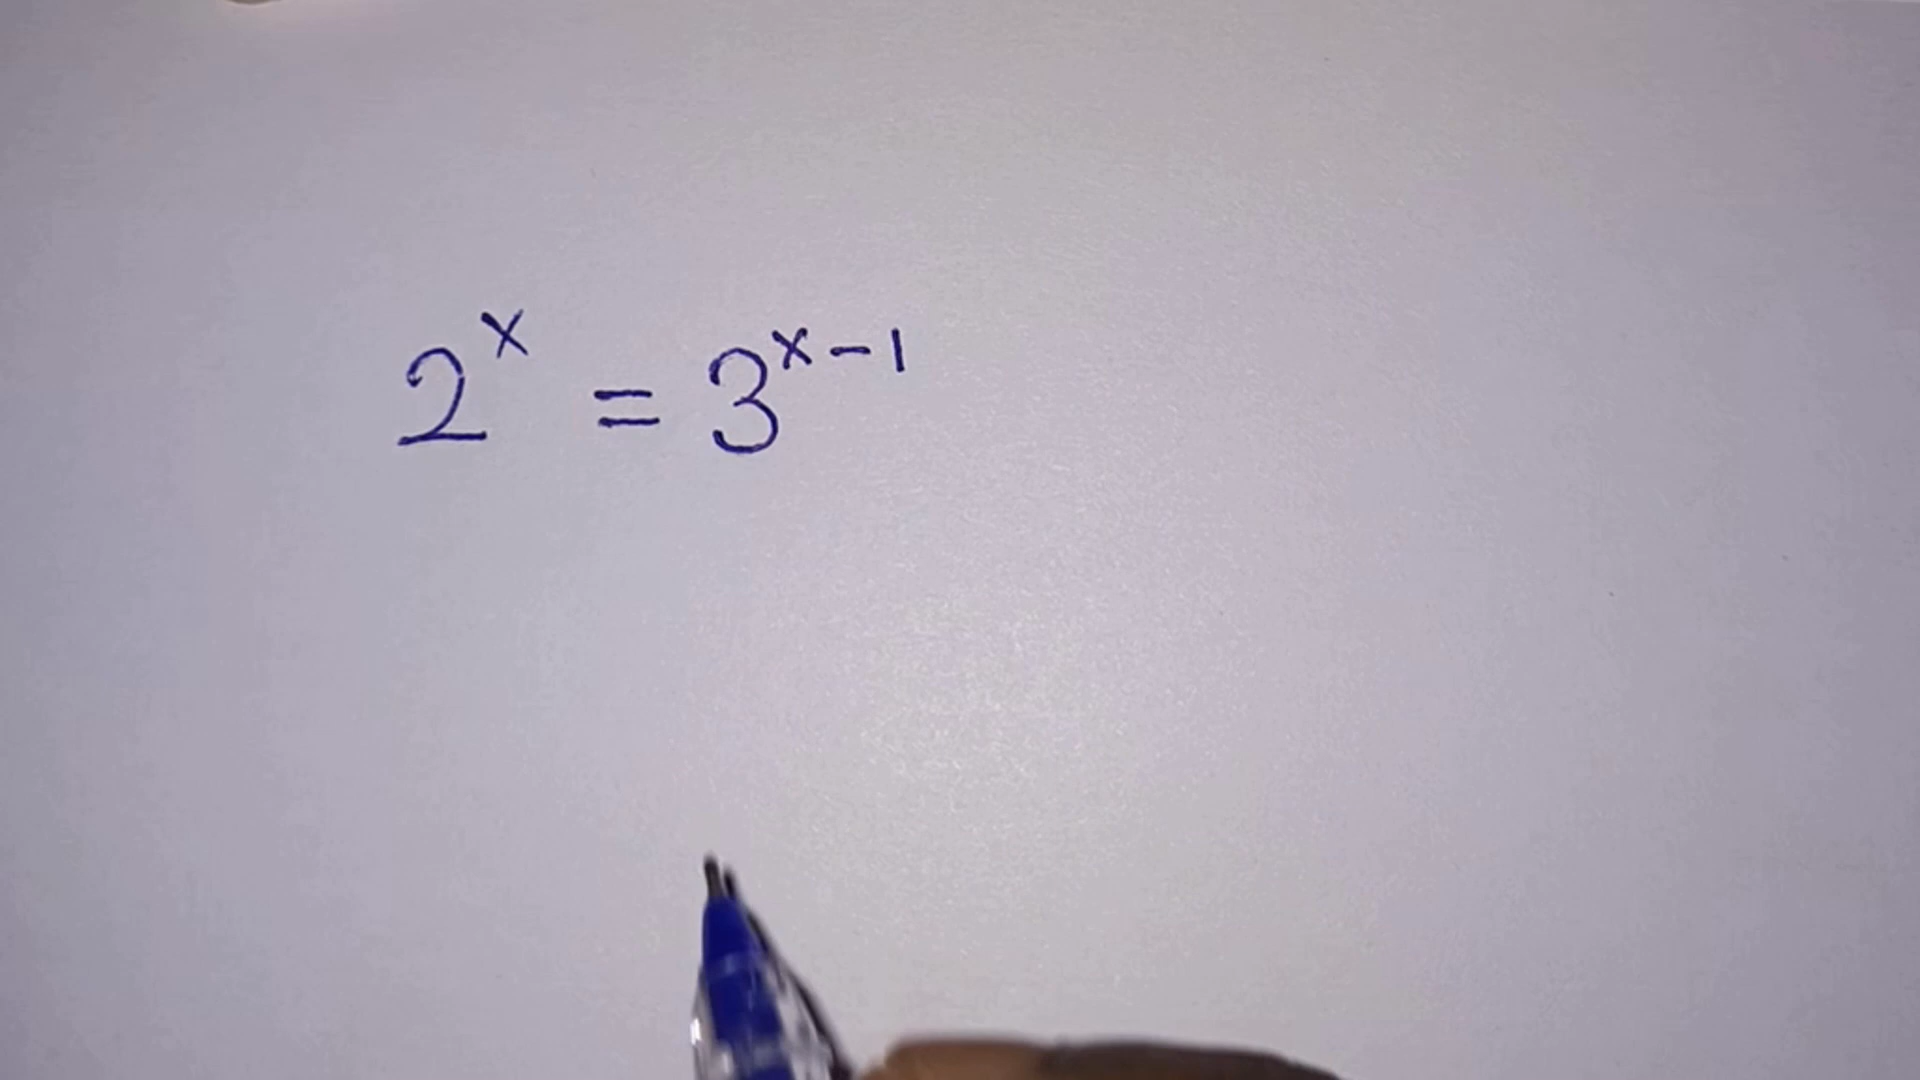 2^x = 3^{x-1}